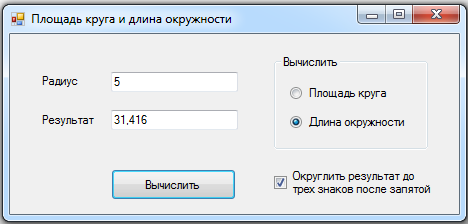 Площадь круга и длина окружности
Вычислить
Радиус
5
Площадь круга
Результат
31,416
Длина окружности
Вычислить
Округлить результат до
трех знаков после запятой